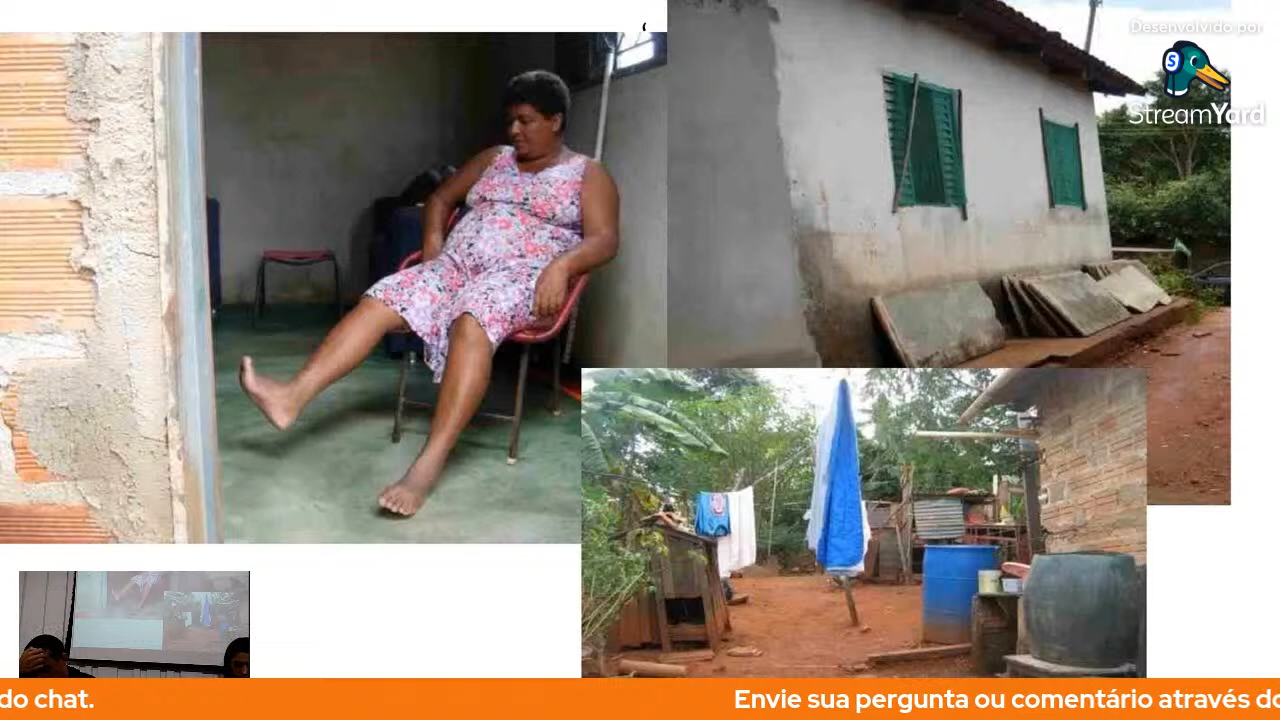 Desenvolvido por
S
StreamYard
do chat.
Envie sua pergunta ou comentário através do